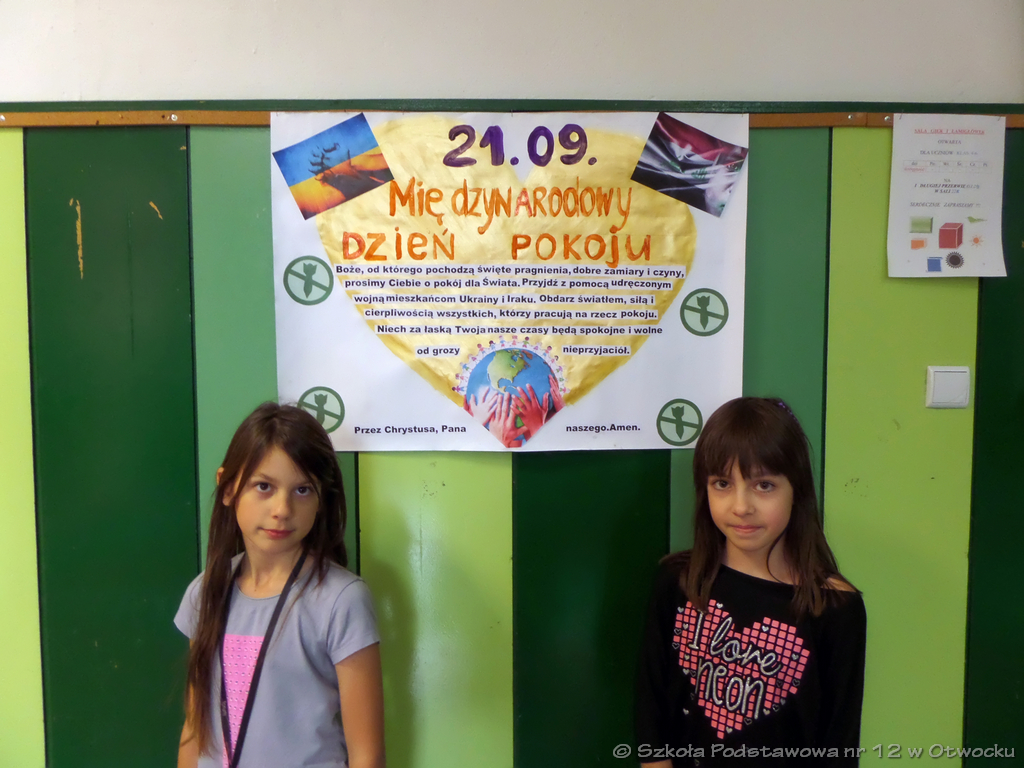 21.09.
Międzynarodowy
Dzień pokoju
Boże, od którego pochodzą święte pragnienia, dobre zamiary i czyny,
prosimy Ciebie o pokój dla Świata. Przyjdź z pomocą udręczonym
wojną mieszkańcom Ukrainy i Iraku. Obdarz światłem, siłą i
cierpliwością wszystkich, którzy pracują na rzecz pokoju.
Niech za łaską Twoja nasze czasy będą spokojne i wolne
od grozy nieprzyjaciół.
Przez Chrystusa, Pana naszego.Amen.
I love
neon
© Szkoła Podstawowa nr 12 w Otwocku